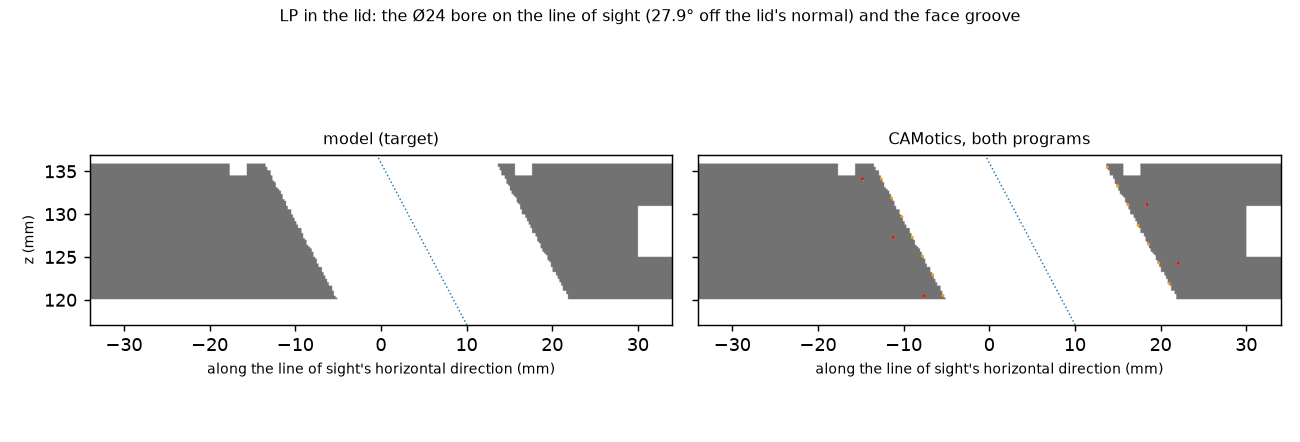 LP in the lid: the Ø24 bore on the line of sight (27.9° off the lid's normal) and the face groove
model (target)
CAMotics, both programs
135
130
125
120
z (mm)
−30 −20 −10 0 10 20 30
−30 −20 −10 0 10 20 30
along the line of sight's horizontal direction (mm)
along the line of sight's horizontal direction (mm)